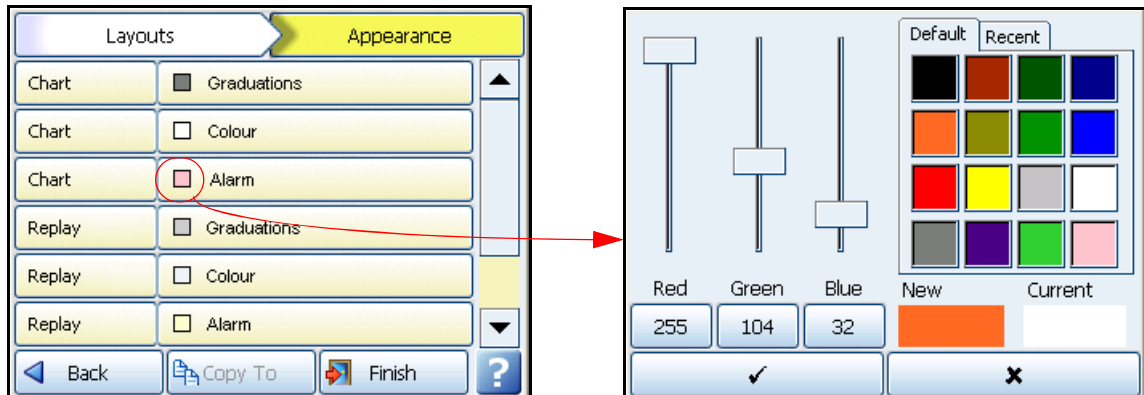 Layouts Appearance
Chart Graduations
Chart Colour
Chart Alarm
Replay Graduations
Replay Colour
Replay Alarm
Back Copy To Finish ?
Default Recent
Red Green Blue New Current
255 104 32